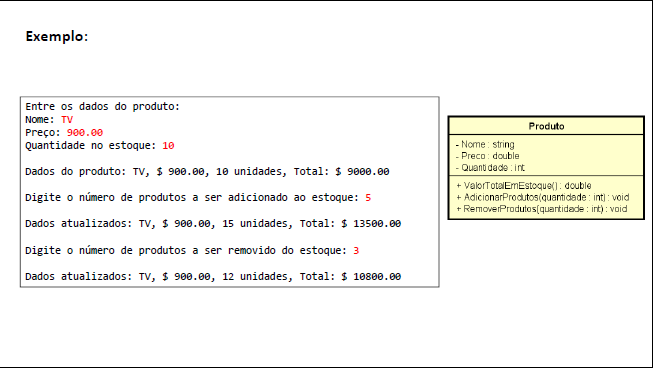 Exemplo:
Entre os dados do produto:
Nome: TV
Preço: 900.00
Quantidade no estoque: 10
Dados do produto: TV, $ 900.00, 10 unidades, Total: $ 9000.00
Digite o número de produtos a ser adicionado ao estoque: 5
Dados atualizados: TV, $ 900.00, 15 unidades, Total: $ 13500.00
Digite o número de produtos a ser removido do estoque: 3
Dados atualizados: TV, $ 900.00, 12 unidades, Total: $ 10800.00
Produto
- Nome : string
- Preco : double
- Quantidade : int
+ ValorTotalEmEstoque() : double
+ AdicionarProdutos(quantidade : int) : void
+ RemoverProdutos(quantidade : int) : void